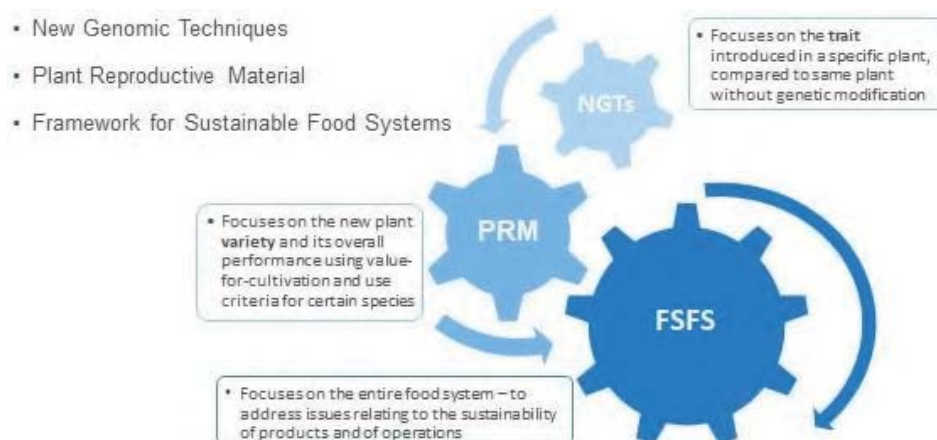 • New Genomic Techniques
• Plant Reproductive Material
• Framework for Sustainable Food Systems
NGTs
• Focuses on the trait
introduced in a specific plant,
compared to same plant
without genetic modification
• Focuses on the new plant
variety and its overall
performance using value-
for-cultivation and use
criteria for certain species
PRM
FSFS
• Focuses on the entire food system – to
address issues relating to the sustainability
of products and of operations